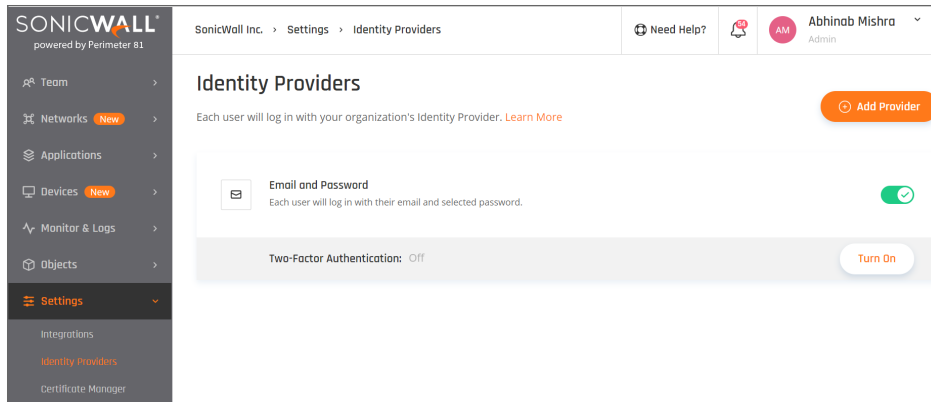 SONICWALL
powered by Perimeter 81
SonicWall Inc. > Settings > Identity Providers
Need Help?
54
AM
Abhinab Mishra
Admin
Team
Networks New
Applications
Devices New
Monitor & Logs
Objects
Settings
Integrations
Identity Providers
Certificate Manager
Identity Providers
Each user will log in with your organization's Identity Provider. Learn More
Add Provider
Email and Password
Each user will log in with their email and selected password.
Two-Factor Authentication: Off
Turn On